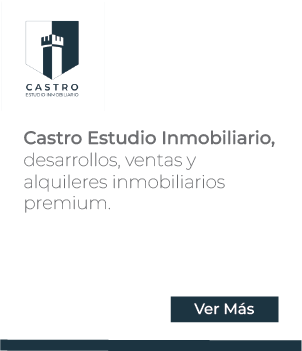 CASTRO
ESTUDIO INMOBILIARIO
Castro Estudio Inmobiliario,
desarrollos, ventas y
alquileres inmobiliarios
premium.
Ver Más